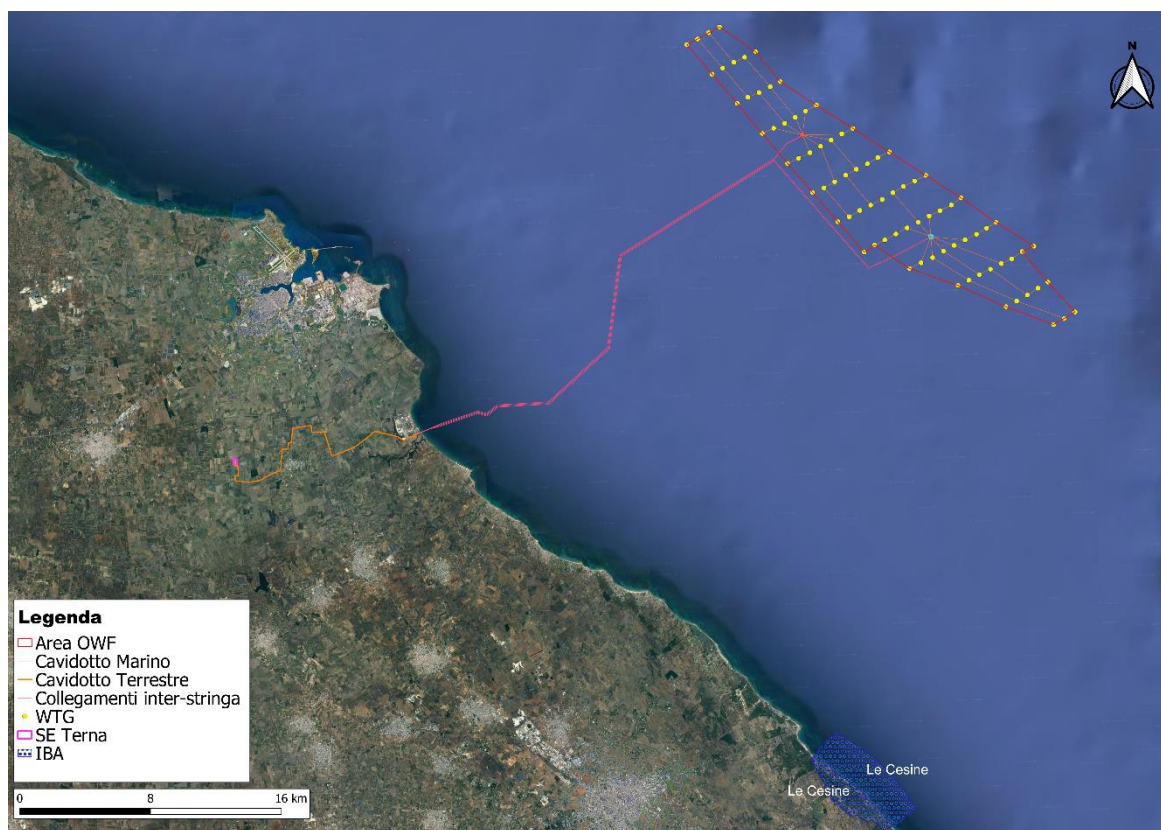 N
Legenda
Area OWF
Cavidotto Marino
Cavidotto Terrestre
Collegamenti inter-stringa
WTG
SE Terna
IBA
0 8 16 km
Le Cesine
Le Cesine